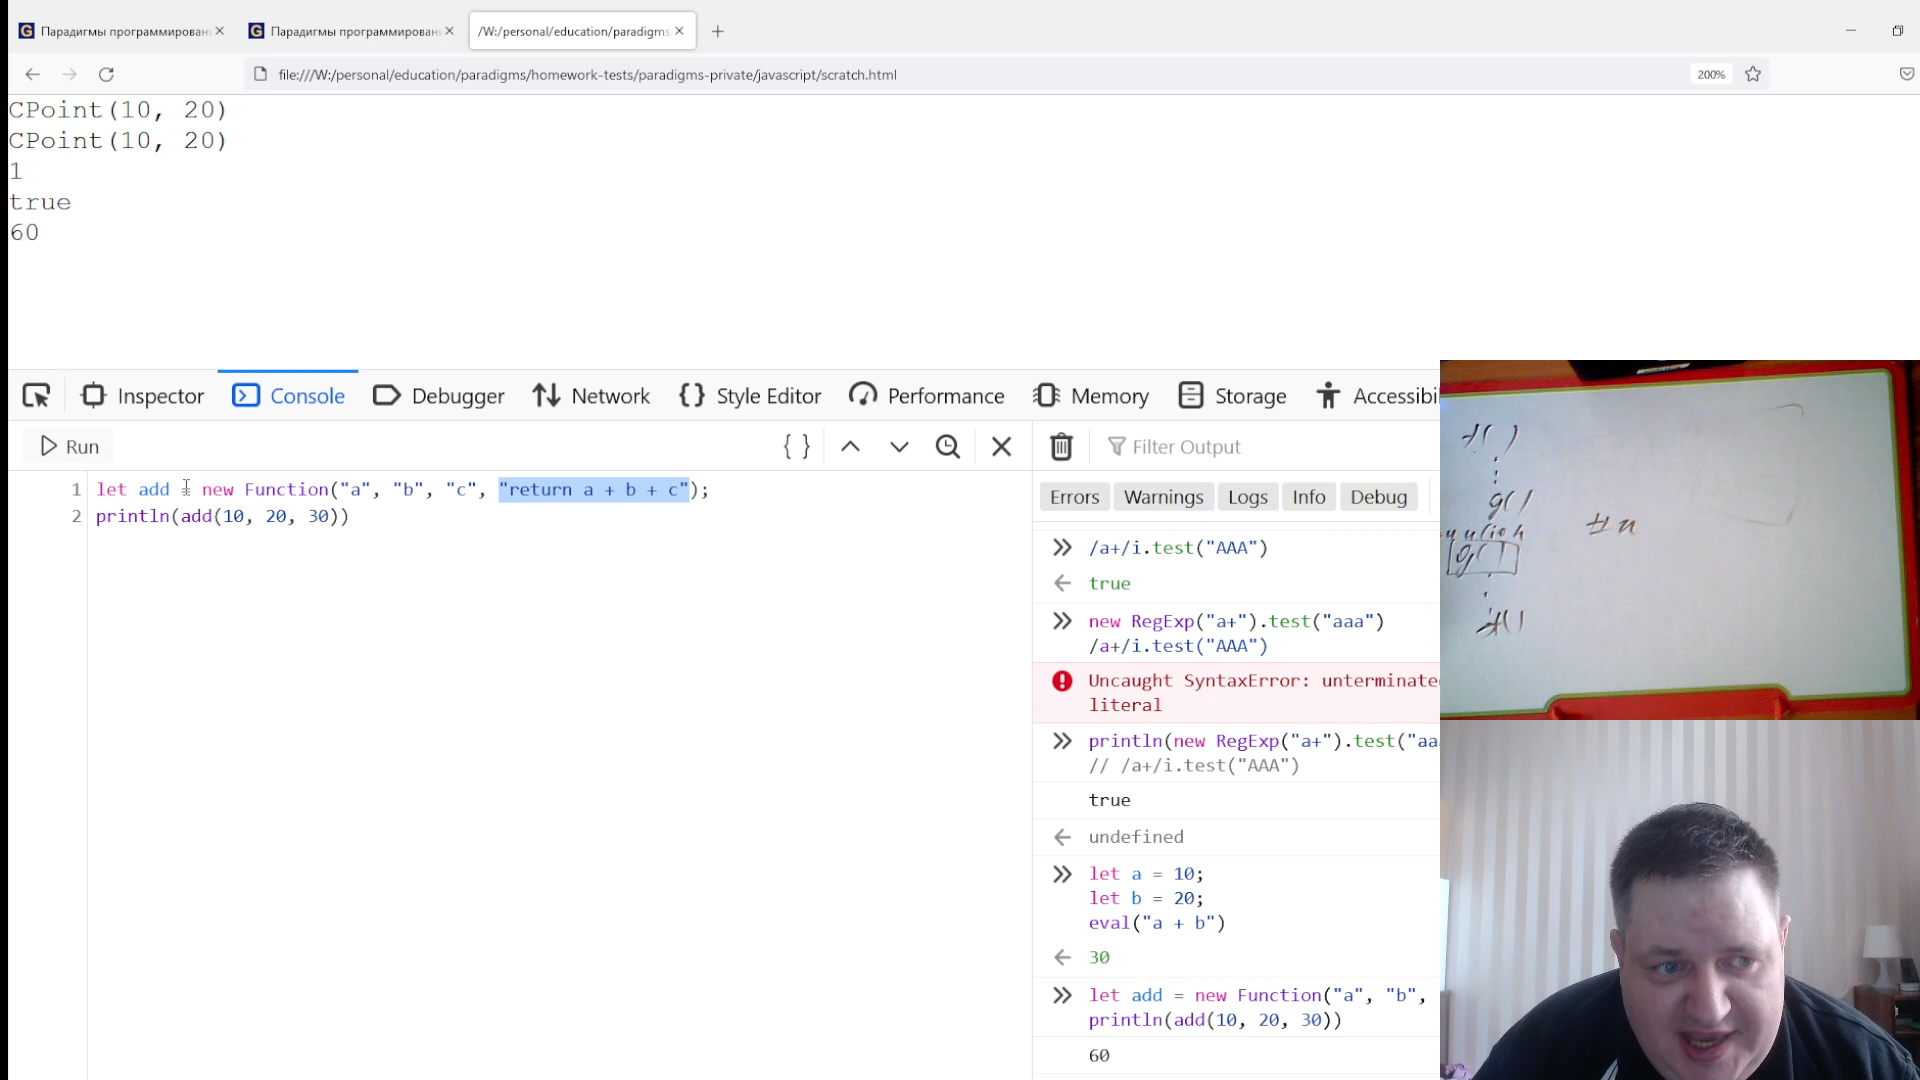 Парадигмы программирован
Парадигмы программировани
/W:/personal/education/paradigms
file:///W:/personal/education/paradigms/homework-tests/paradigms-private/javascript/scratch.html
200%
CPoint(10, 20)
CPoint(10, 20)
1
true
60
Inspector
Console
Debugger
Network
Style Editor
Performance
Memory
Storage
Accessibi
Run
Filter Output
1 let add = new Function("a", "b", "c", "return a + b + c");
2 println(add(10, 20, 30))
Errors
Warnings
Logs
Info
Debug
/a+/i.test("AAA")
true
new RegExp("a+").test("aaa")
/a+/i.test("AAA")
Uncaught SyntaxError: unterminate
literal
println(new RegExp("a+").test("aa
// /a+/i.test("AAA")
true
undefined
let a = 10;
let b = 20;
eval("a + b")
30
let add = new Function("a", "b",
println(add(10, 20, 30))
60
g()
g()